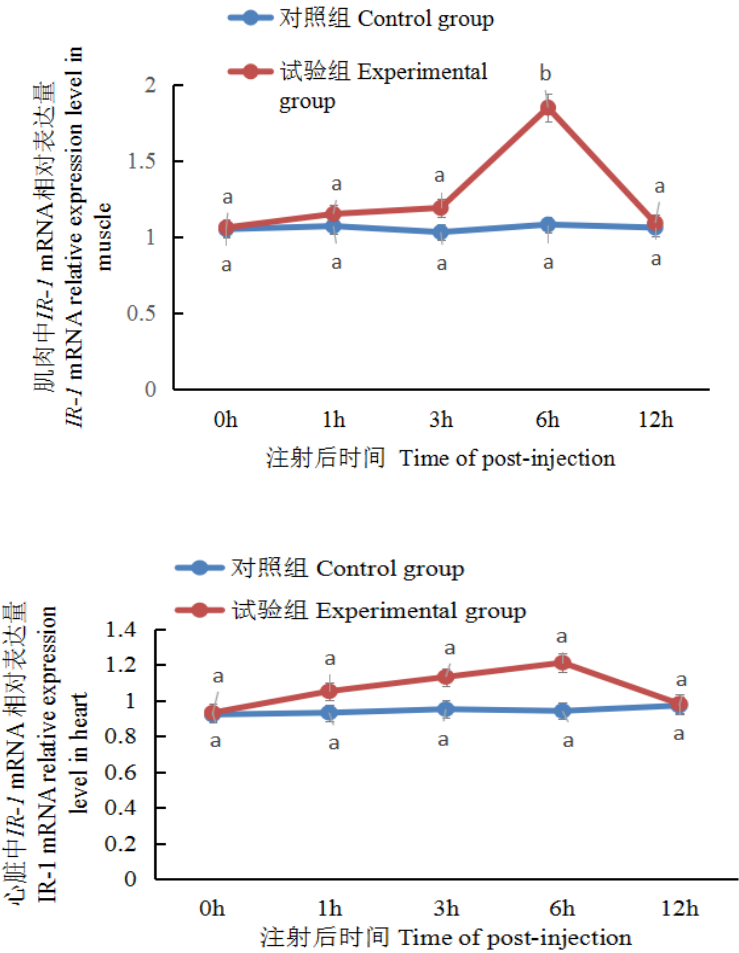 对照组 Control group
试验组 Experimental
group
肌肉中IR-1 mRNA相对表达量
IR-1 mRNA relative expression level in
muscle
2
1.5
1
0.5
0
a
a
a
b
a
a
a
a
a
a
0h
1h
3h
6h
12h
注射后时间 Time of post-injection
对照组 Control group
试验组 Experimental group
心脏中IR-1 mRNA 相对表达量
IR-1 mRNA relative expression
level in heart
1.4
1.2
1
0.8
0.6
0.4
0.2
0
a
a
a
a
a
a
a
a
a
a
0h
1h
3h
6h
12h
注射后时间 Time of post-injection